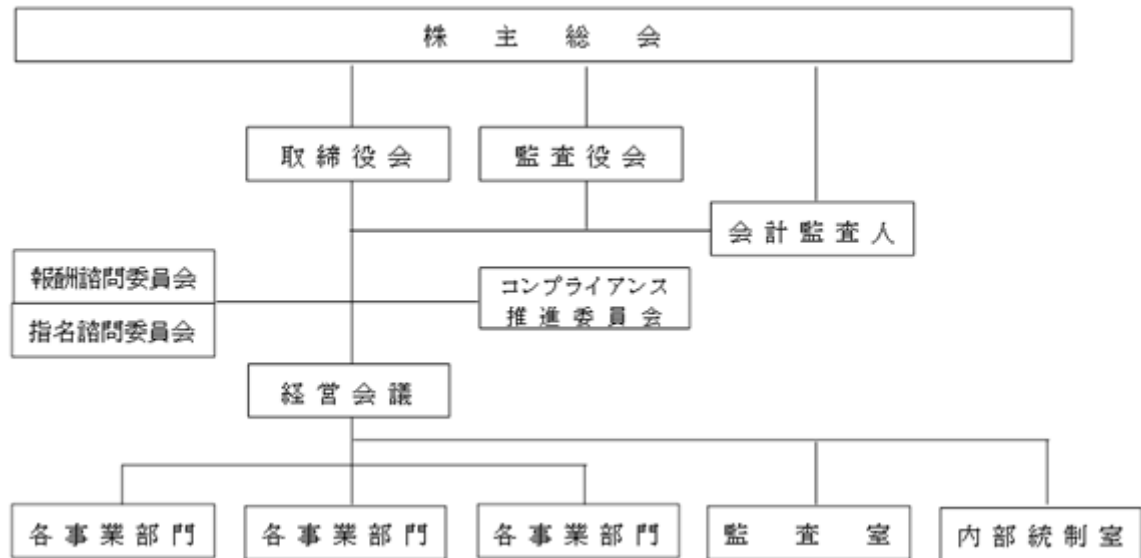 株主総会
取締役会
監査役会
会計監査人
報酬諮問委員会
指名諮問委員会
コンプライアンス
推進委員会
経営会議
各事業部門
各事業部門
各事業部門
監査室
内部統制室